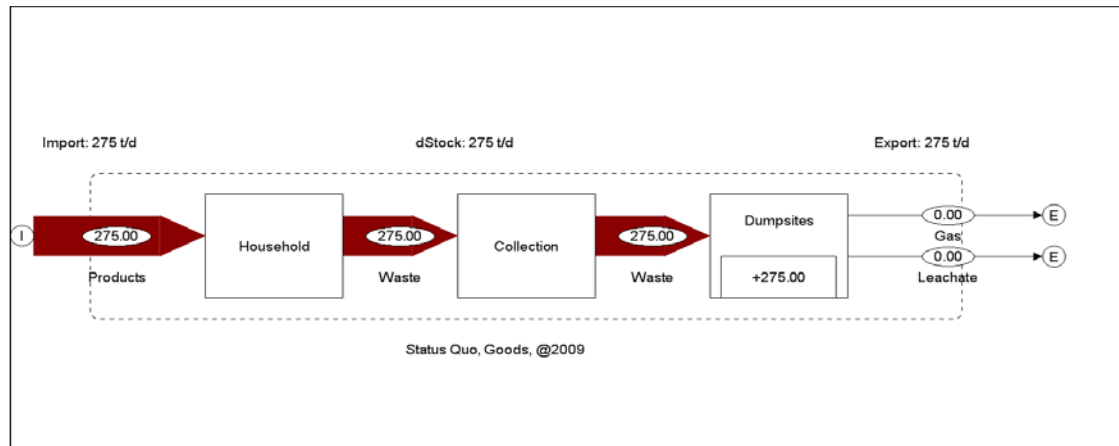 Import: 275 t/d
dStock: 275 t/d
Export: 275 t/d
I
275.00
Products
Household
275.00
Waste
Collection
275.00
Waste
Dumpsites
+275.00
0.00
Gas
E
0.00
Leachate
E
Status Quo, Goods, @2009